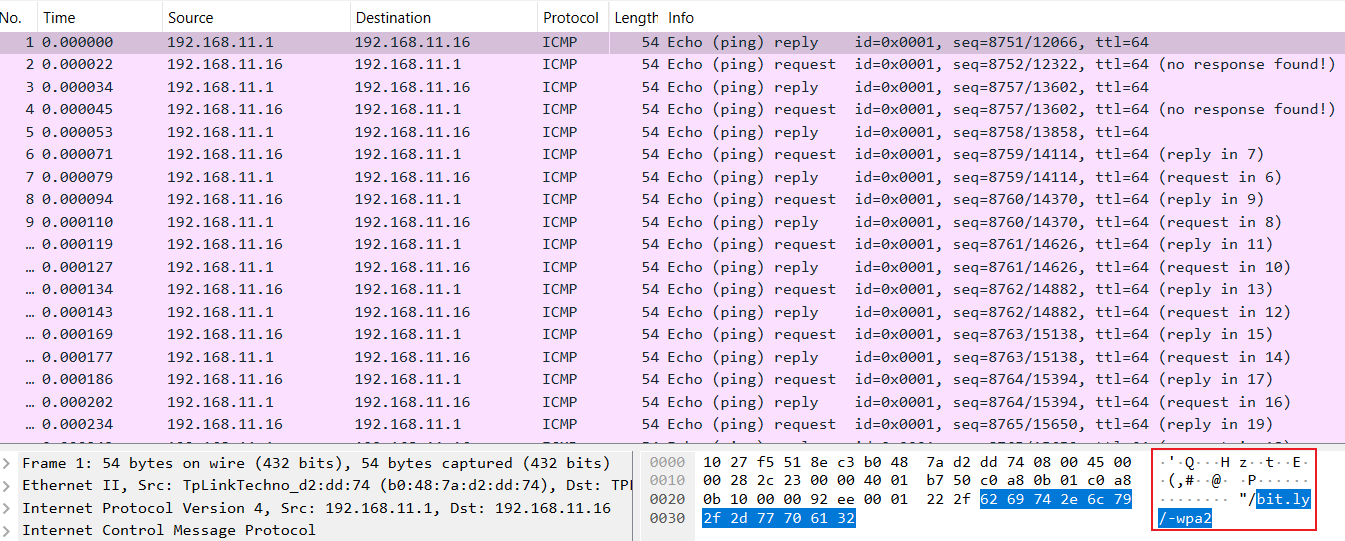 No. Time Source Destination Protocol Length Info
1 0.000000 192.168.11.1 192.168.11.16 ICMP 54 Echo (ping) reply id=0x0001, seq=8751/12066, ttl=64
2 0.000022 192.168.11.16 192.168.11.1 ICMP 54 Echo (ping) request id=0x0001, seq=8752/12322, ttl=64 (no response found!)
3 0.000034 192.168.11.1 192.168.11.16 ICMP 54 Echo (ping) reply id=0x0001, seq=8757/13602, ttl=64
4 0.000045 192.168.11.16 192.168.11.1 ICMP 54 Echo (ping) request id=0x0001, seq=8757/13602, ttl=64 (no response found!)
5 0.000053 192.168.11.1 192.168.11.16 ICMP 54 Echo (ping) reply id=0x0001, seq=8758/13858, ttl=64
6 0.000071 192.168.11.16 192.168.11.1 ICMP 54 Echo (ping) request id=0x0001, seq=8759/14114, ttl=64 (reply in 7)
7 0.000079 192.168.11.1 192.168.11.16 ICMP 54 Echo (ping) reply id=0x0001, seq=8759/14114, ttl=64 (request in 6)
8 0.000094 192.168.11.16 192.168.11.1 ICMP 54 Echo (ping) request id=0x0001, seq=8760/14370, ttl=64 (reply in 9)
9 0.000110 192.168.11.1 192.168.11.16 ICMP 54 Echo (ping) reply id=0x0001, seq=8760/14370, ttl=64 (request in 8)
… 0.000119 192.168.11.16 192.168.11.1 ICMP 54 Echo (ping) request id=0x0001, seq=8761/14626, ttl=64 (reply in 11)
… 0.000127 192.168.11.1 192.168.11.16 ICMP 54 Echo (ping) reply id=0x0001, seq=8761/14626, ttl=64 (request in 10)
… 0.000134 192.168.11.16 192.168.11.1 ICMP 54 Echo (ping) request id=0x0001, seq=8762/14882, ttl=64 (reply in 13)
… 0.000143 192.168.11.1 192.168.11.16 ICMP 54 Echo (ping) reply id=0x0001, seq=8762/14882, ttl=64 (request in 12)
… 0.000169 192.168.11.16 192.168.11.1 ICMP 54 Echo (ping) request id=0x0001, seq=8763/15138, ttl=64 (reply in 15)
… 0.000177 192.168.11.1 192.168.11.16 ICMP 54 Echo (ping) reply id=0x0001, seq=8763/15138, ttl=64 (request in 14)
… 0.000186 192.168.11.16 192.168.11.1 ICMP 54 Echo (ping) request id=0x0001, seq=8764/15394, ttl=64 (reply in 17)
… 0.000202 192.168.11.1 192.168.11.16 ICMP 54 Echo (ping) reply id=0x0001, seq=8764/15394, ttl=64 (request in 16)
… 0.000234 192.168.11.16 192.168.11.1 ICMP 54 Echo (ping) request id=0x0001, seq=8765/15650, ttl=64 (reply in 19)
Frame 1: 54 bytes on wire (432 bits), 54 bytes captured (432 bits)
Ethernet II, Src: TpLinkTechno_d2:dd:74 (b0:48:7a:d2:dd:74), Dst: TPL
Internet Protocol Version 4, Src: 192.168.11.1, Dst: 192.168.11.16
Internet Control Message Protocol
0000 10 27 f5 51 8e c3 b0 48 7a d2 dd 74 08 00 45 00 ·'·Q···H z··t··E·
0010 00 28 2c 23 00 00 40 01 b7 50 c0 a8 0b 01 c0 a8 ·(,#··@· ·P······
0020 0b 10 00 00 92 ee 00 01 22 2f 62 69 74 2e 6c 79 ········ "/bit.ly
0030 2f 2d 77 70 61 32 /-wpa2